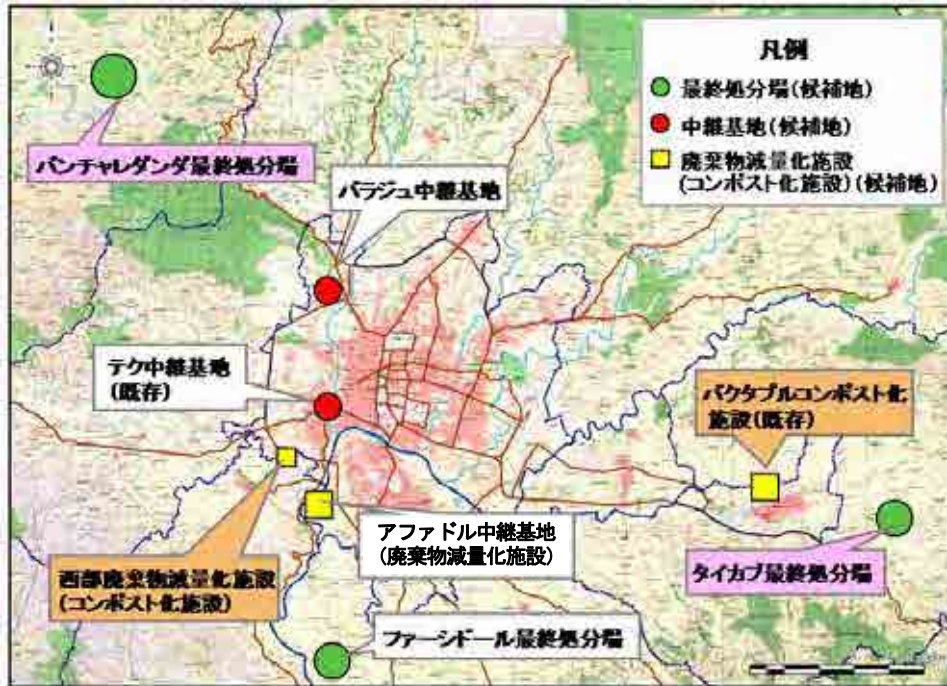 凡例
最終処分場(候補地)
中継基地(候補地)
廃棄物減量化施設
(コンポスト化施設)(候補地)
バンチャレダンダ最終処分場
バラジュ中継基地
テク中継基地
(既存)
バクタプルコンポスト化
施設(既存)
アファドル中継基地
(廃棄物減量化施設)
西部廃棄物減量化施設
(コンポスト化施設)
タイカブ最終処分場
ファーシドール最終処分場